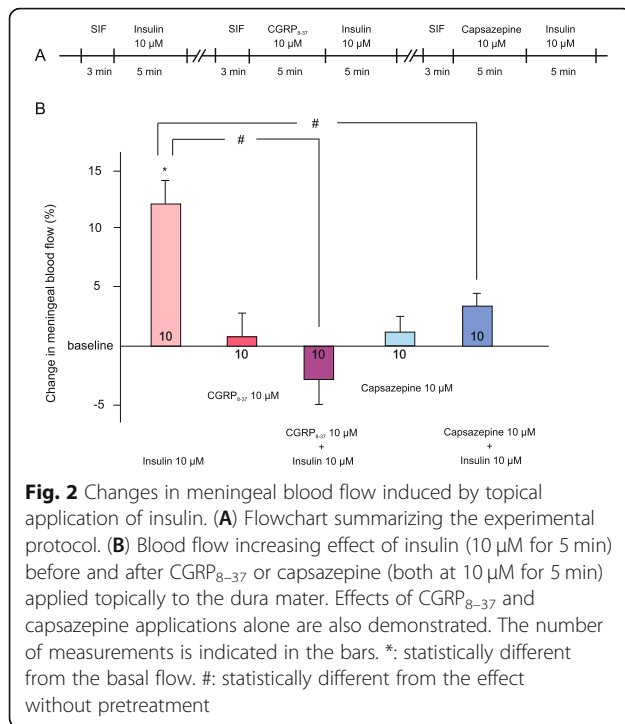 SIF Insulin 10 μM SIF CGRP₈₋₃₇ 10 μM Insulin 10 μM SIF Capsazepine 10 μM Insulin 10 μM
A
3 min 5 min 3 min 5 min 5 min 3 min 5 min 5 min
B
#
#
*
Change in meningeal blood flow (%)
15
10
5
baseline
-5
10
10
10
10
10
CGRP₈₋₃₇ 10 μM
Capsazepine 10 μM
CGRP₈₋₃₇ 10 μM
+
Insulin 10 μM
Capsazepine 10 μM
+
Insulin 10 μM
Insulin 10 μM
Fig. 2 Changes in meningeal blood flow induced by topical
application of insulin. (A) Flowchart summarizing the experimental
protocol. (B) Blood flow increasing effect of insulin (10 μM for 5 min)
before and after CGRP₈₋₃₇ or capsazepine (both at 10 μM for 5 min)
applied topically to the dura mater. Effects of CGRP₈₋₃₇ and
capsazepine applications alone are also demonstrated. The number
of measurements is indicated in the bars. *: statistically different
from the basal flow. #: statistically different from the effect
without pretreatment